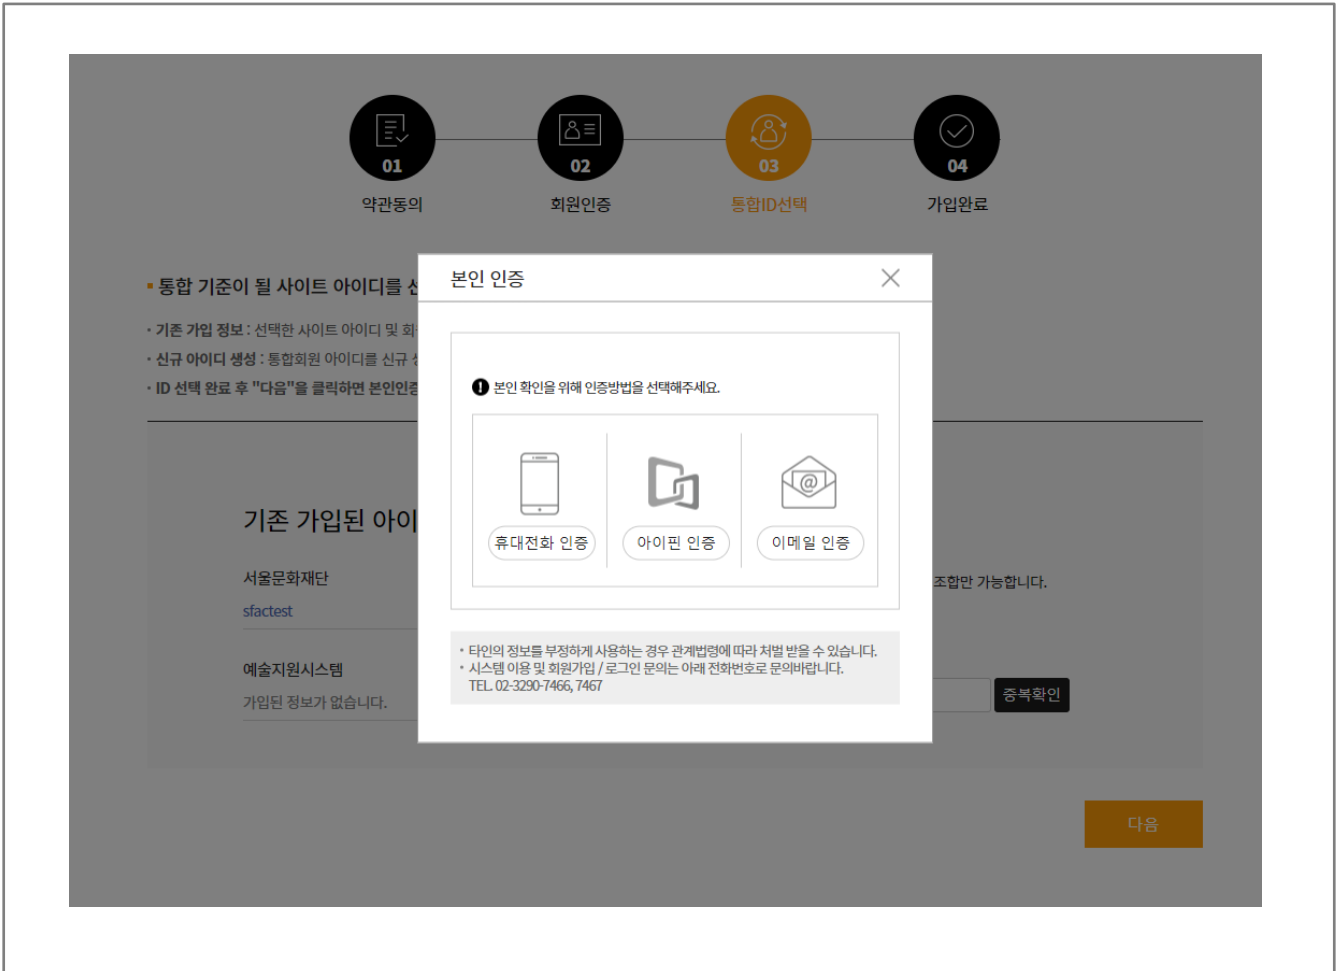 01
02
03
04
약관동의
회원인증
통합ID선택
가입완료
통합 기준이 될 사이트 아이디를
· 기존 가입 정보 : 선택한 사이트 아이디 및
· 신규 아이디 생성 : 통합회원 아이디를 신규
· ID 선택 완료 후 "다음"을 클릭하면 본인인증
본인 인증
본인 확인을 위해 인증방법을 선택해주세요.
휴대전화 인증
아이핀 인증
이메일 인증
· 타인의 정보를 부정하게 사용하는 경우 관계법령에 따라 처벌 받을 수 있습니다.
· 시스템 이용 및 회원가입 / 로그인 문의는 아래 전화번호로 문의바랍니다.
TEL. 02-3290-7466, 7467
기존 가입된 아이
서울문화재단
sfactest
예술지원시스템
가입된 정보가 없습니다.
조합만 가능합니다.
중복확인
다음